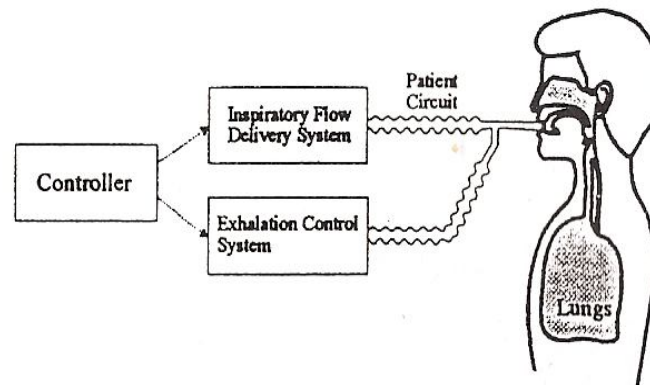 Patient
Circuit
Inspiratory Flow
Delivery System
Controller
Exhalation Control
System
Lungs